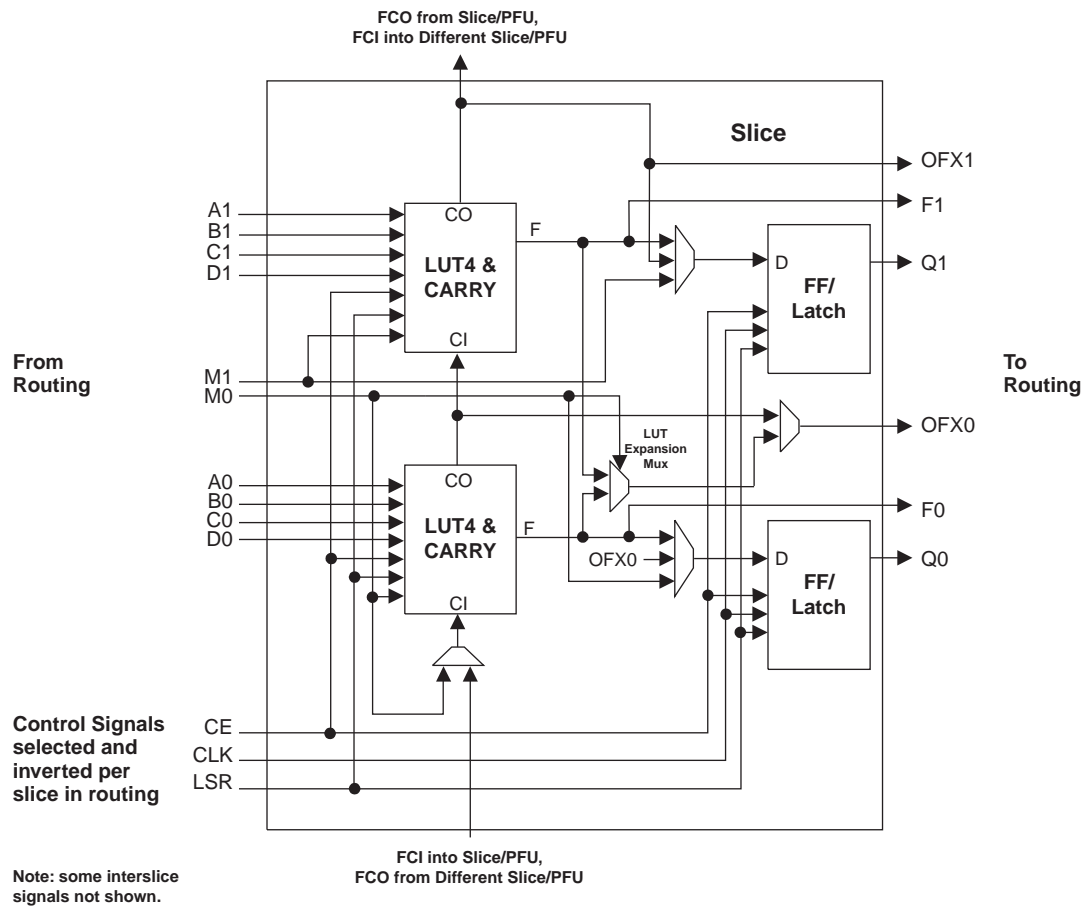 FCO from Slice/PFU,
FCI into Different Slice/PFU
Slice
OFX1
F1
A1
B1
C1
D1
CO
LUT4 &
CARRY
CI
F
D
FF/
Latch
Q1
From
Routing
To
Routing
M1
M0
OFX0
LUT
Expansion
Mux
A0
B0
C0
D0
CO
LUT4 &
CARRY
CI
F
OFX0
F0
D
FF/
Latch
Q0
Control Signals
selected and
inverted per
slice in routing
CE
CLK
LSR
FCI into Slice/PFU,
FCO from Different Slice/PFU
Note: some interslice
signals not shown.